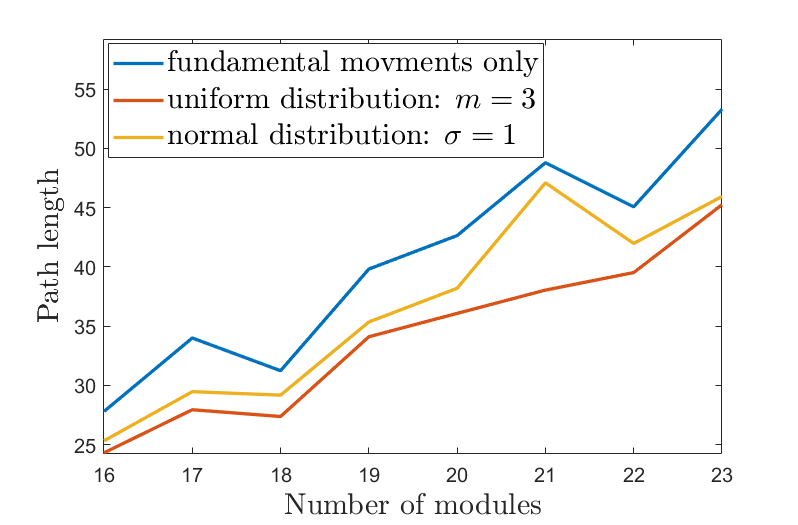 fundamental movments only
uniform distribution: m = 3
normal distribution: σ = 1
55
50
45
40
35
30
25
Path length
16 17 18 19 20 21 22 23
Number of modules